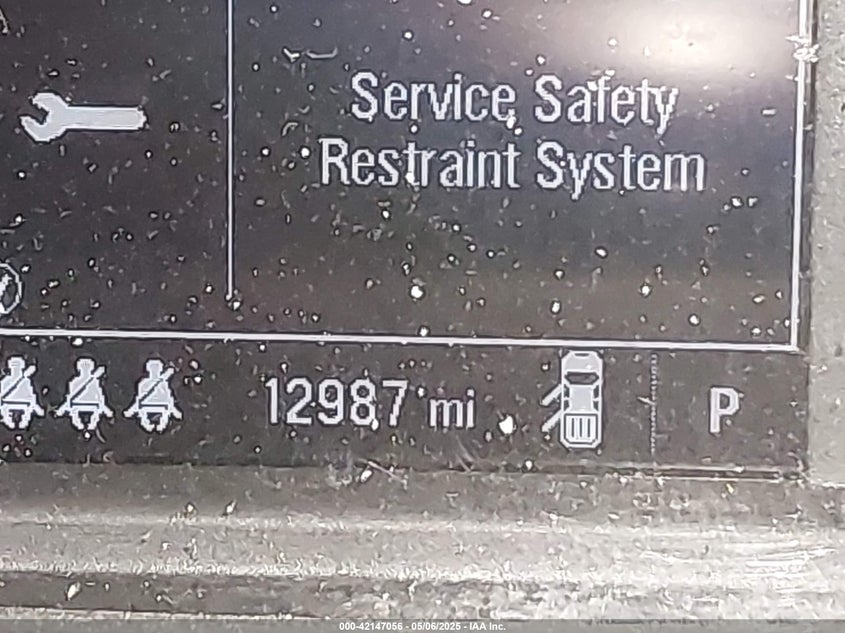 Service Safety
Restraint System
12987 mi
P
000-42147056 - 05/06/2025 - IAA Inc.